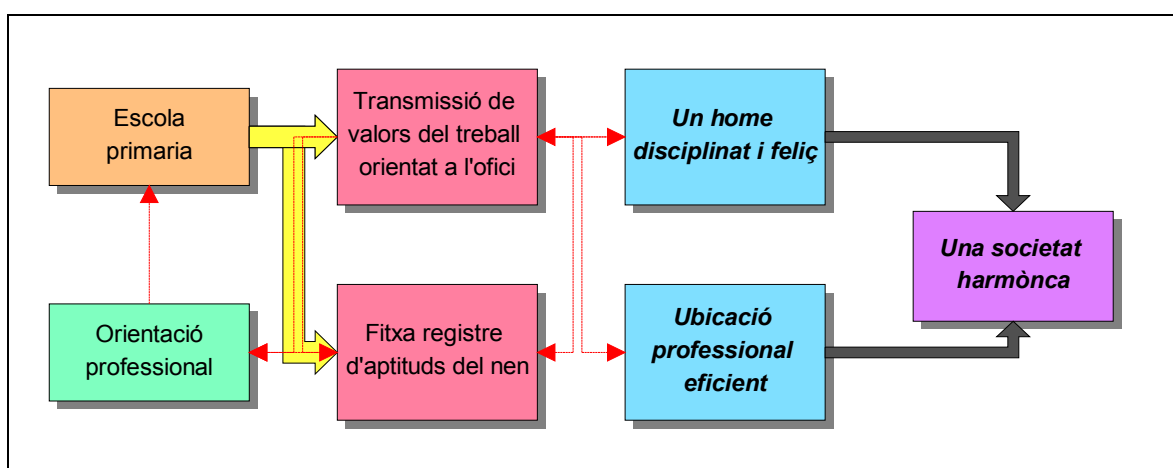 Escola
primaria
Transmissió de
valors del treball
orientat a l'ofici
Un home
disciplinat i feliç
Una societat
harmònca
Orientació
professional
Fitxa registre
d'aptituds del nen
Ubicació
professional
eficient